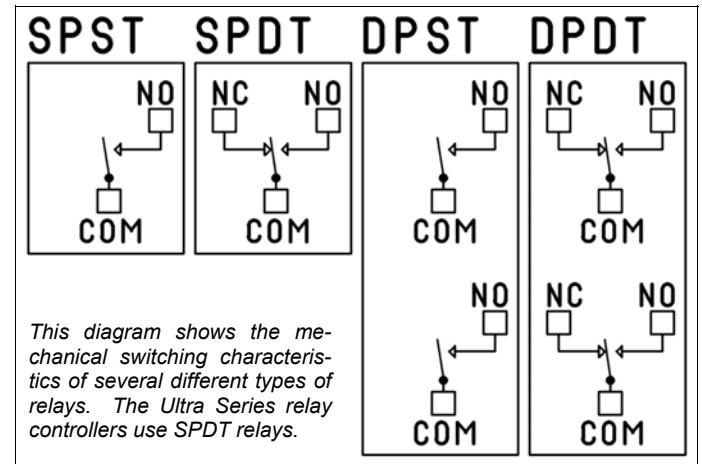 SPST SPDT DPST DPDT
NO NC NO NO NC NO
COM COM COM COM
NO NC NO
COM COM
This diagram shows the me-
chanical switching characteris-
tics of several different types of
relays. The Ultra Series relay
controllers use SPDT relays.